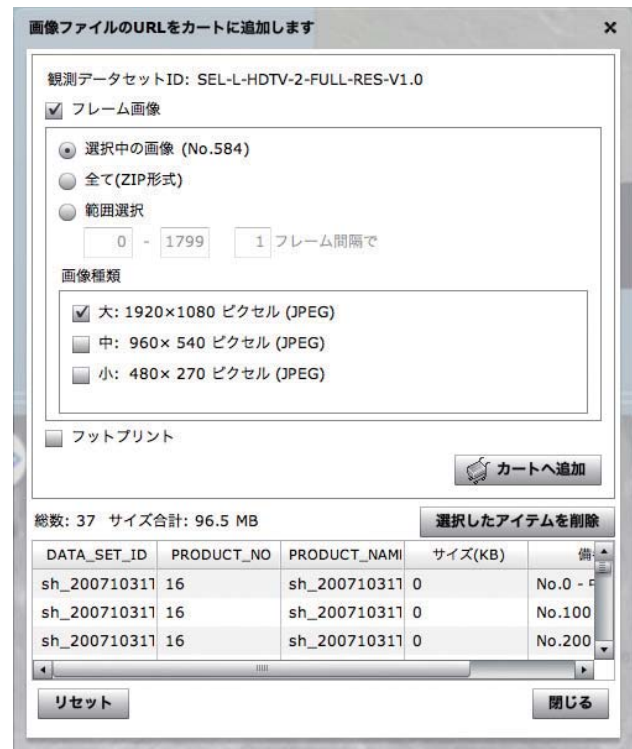 画像ファイルのURLをカートに追加します
観測データセットID: SEL-L-HDTV-2-FULL-RES-V1.0
フレーム画像
選択中の画像 (No.584)
全て(ZIP形式)
範囲選択
0 - 1799 1 フレーム間隔で
画像種類
大: 1920×1080 ピクセル (JPEG)
中: 960× 540 ピクセル (JPEG)
小: 480× 270 ピクセル (JPEG)
フットプリント
カートへ追加
総数: 37 サイズ合計: 96.5 MB 選択したアイテムを削除
DATA_SET_ID PRODUCT_NO PRODUCT_NAM サイズ(KB) 備
sh_20071031 16 sh_20071031 0 No.0 -
sh_20071031 16 sh_20071031 0 No.100
sh_20071031 16 sh_20071031 0 No.200
リセット 閉じる